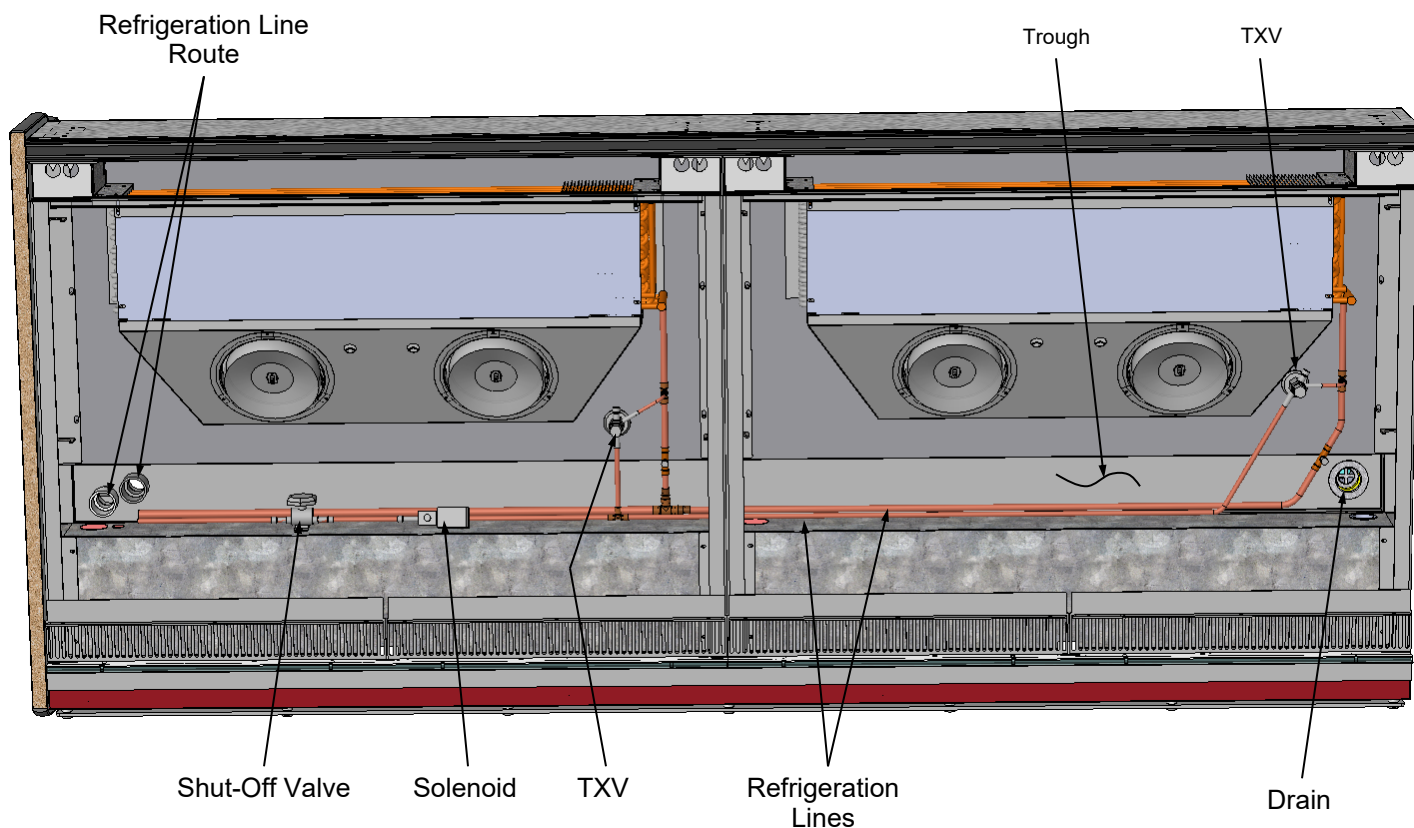 Refrigeration Line
Route
Trough
TXV
Shut-Off Valve
Solenoid
TXV
Refrigeration
Lines
Drain